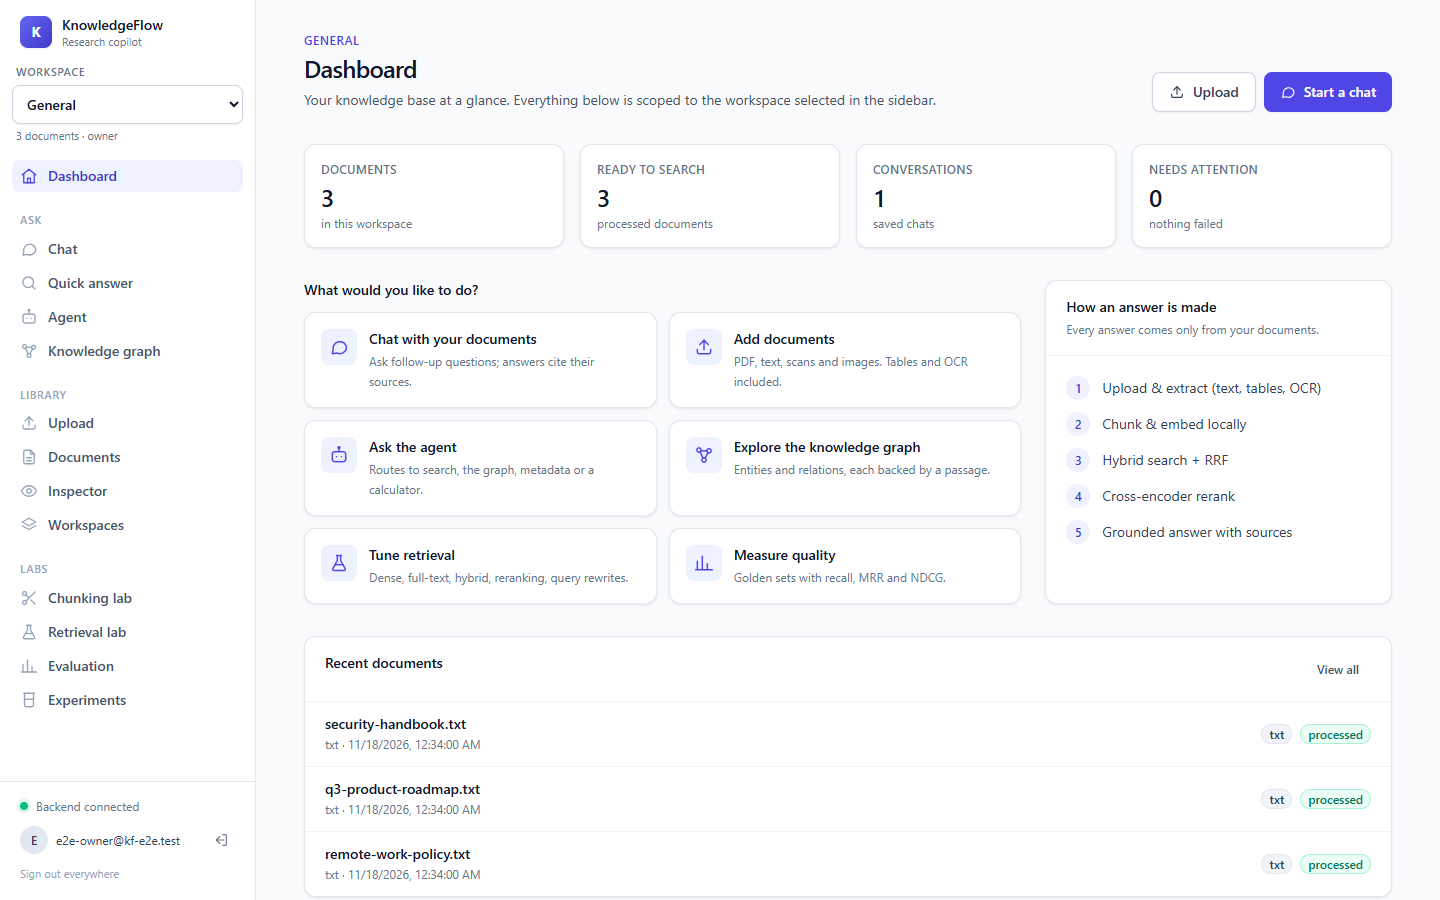 K
KnowledgeFlow
Research copilot
WORKSPACE
General
3 documents · owner
Dashboard
ASK
Chat
Quick answer
Agent
Knowledge graph
LIBRARY
Upload
Documents
Inspector
Workspaces
LABS
Chunking lab
Retrieval lab
Evaluation
Experiments
Backend connected
E
e2e-owner@kf-e2e.test
Sign out everywhere
GENERAL
Dashboard
Your knowledge base at a glance. Everything below is scoped to the workspace selected in the sidebar.
Upload
Start a chat
DOCUMENTS
3
in this workspace
READY TO SEARCH
3
processed documents
CONVERSATIONS
1
saved chats
NEEDS ATTENTION
0
nothing failed
What would you like to do?
Chat with your documents
Ask follow-up questions; answers cite their
sources.
Add documents
PDF, text, scans and images. Tables and OCR
included.
Ask the agent
Routes to search, the graph, metadata or a
calculator.
Explore the knowledge graph
Entities and relations, each backed by a passage.
Tune retrieval
Dense, full-text, hybrid, reranking, query rewrites.
Measure quality
Golden sets with recall, MRR and NDCG.
How an answer is made
Every answer comes only from your documents.
1 Upload & extract (text, tables, OCR)
2 Chunk & embed locally
3 Hybrid search + RRF
4 Cross-encoder rerank
5 Grounded answer with sources
Recent documents
View all
security-handbook.txt
txt · 11/18/2026, 12:34:00 AM
txt processed
q3-product-roadmap.txt
txt · 11/18/2026, 12:34:00 AM
txt processed
remote-work-policy.txt
txt · 11/18/2026, 12:34:00 AM
txt processed